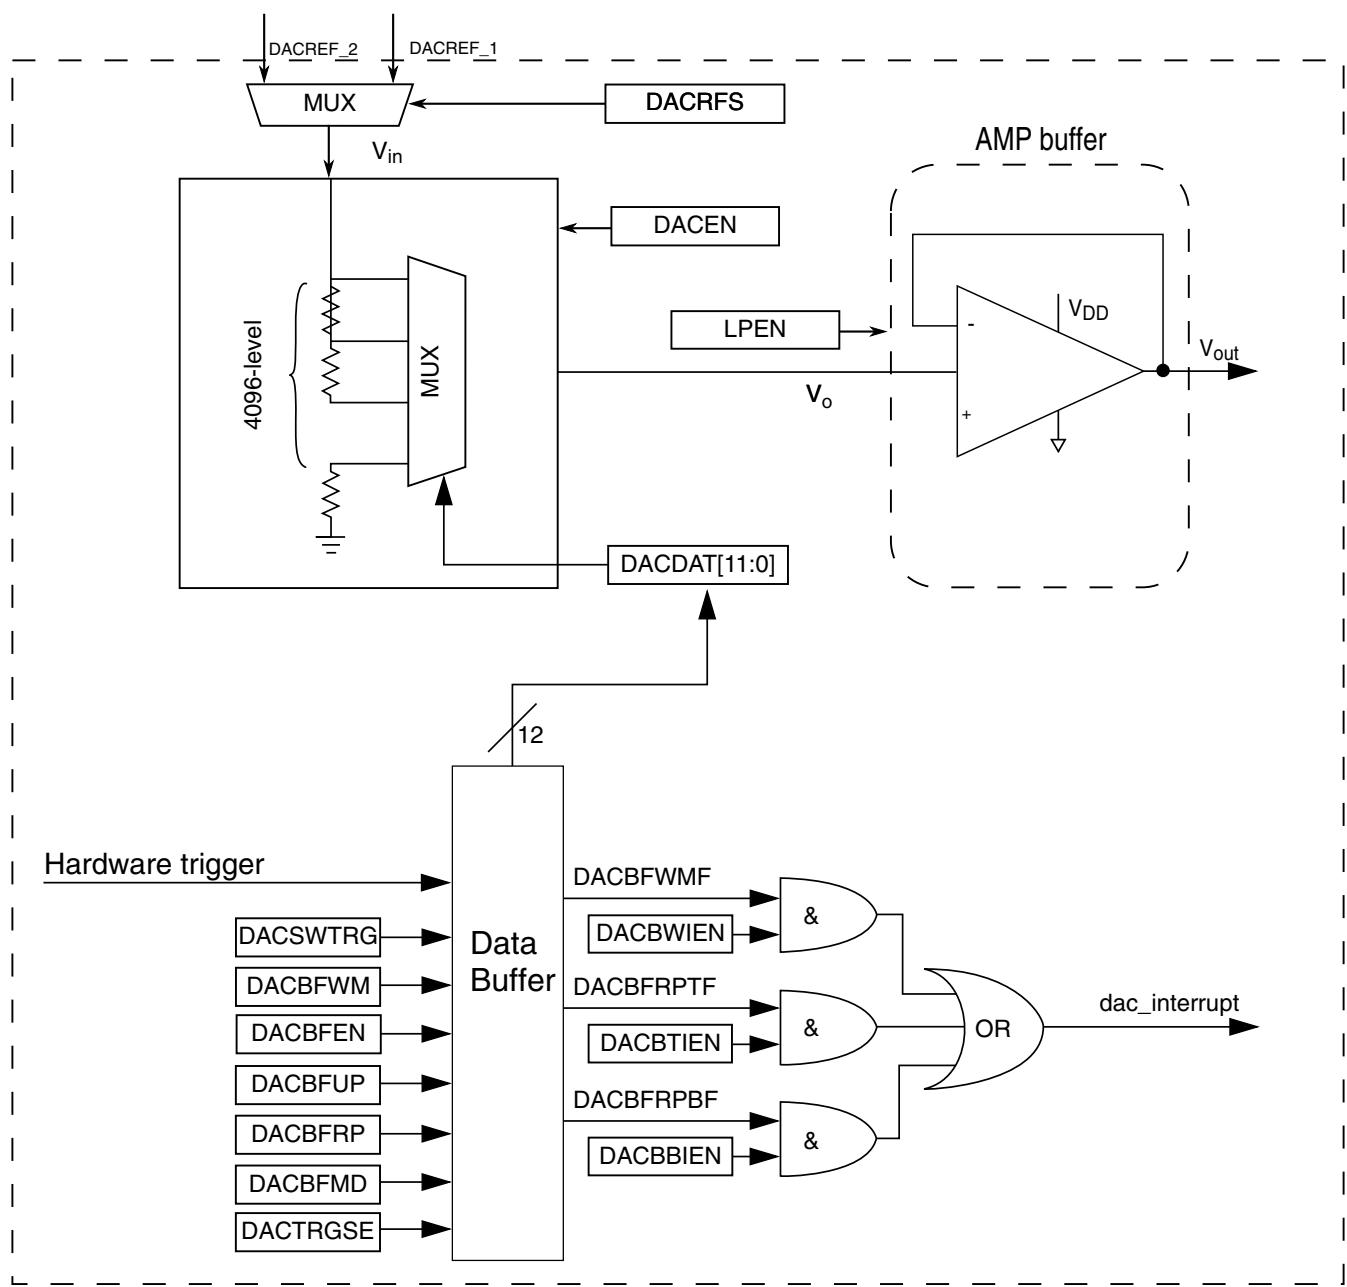 DACREF_2
DACREF_1
MUX
DACRFS
Vin
AMP buffer
DACEN
4096-level
MUX
LPEN
VDD
-
+
Vo
Vout
DACDAT[11:0]
12
Hardware trigger
DACSWTRG
DACBFWM
DACBFEN
DACBFUP
DACBFRP
DACBFMD
DACTRGSE
Data
Buffer
DACBFWMF
DACBWIEN
&
DACBFRPTF
DACBTIEN
&
DACBFRPBF
DACBBIEN
&
OR
dac_interrupt